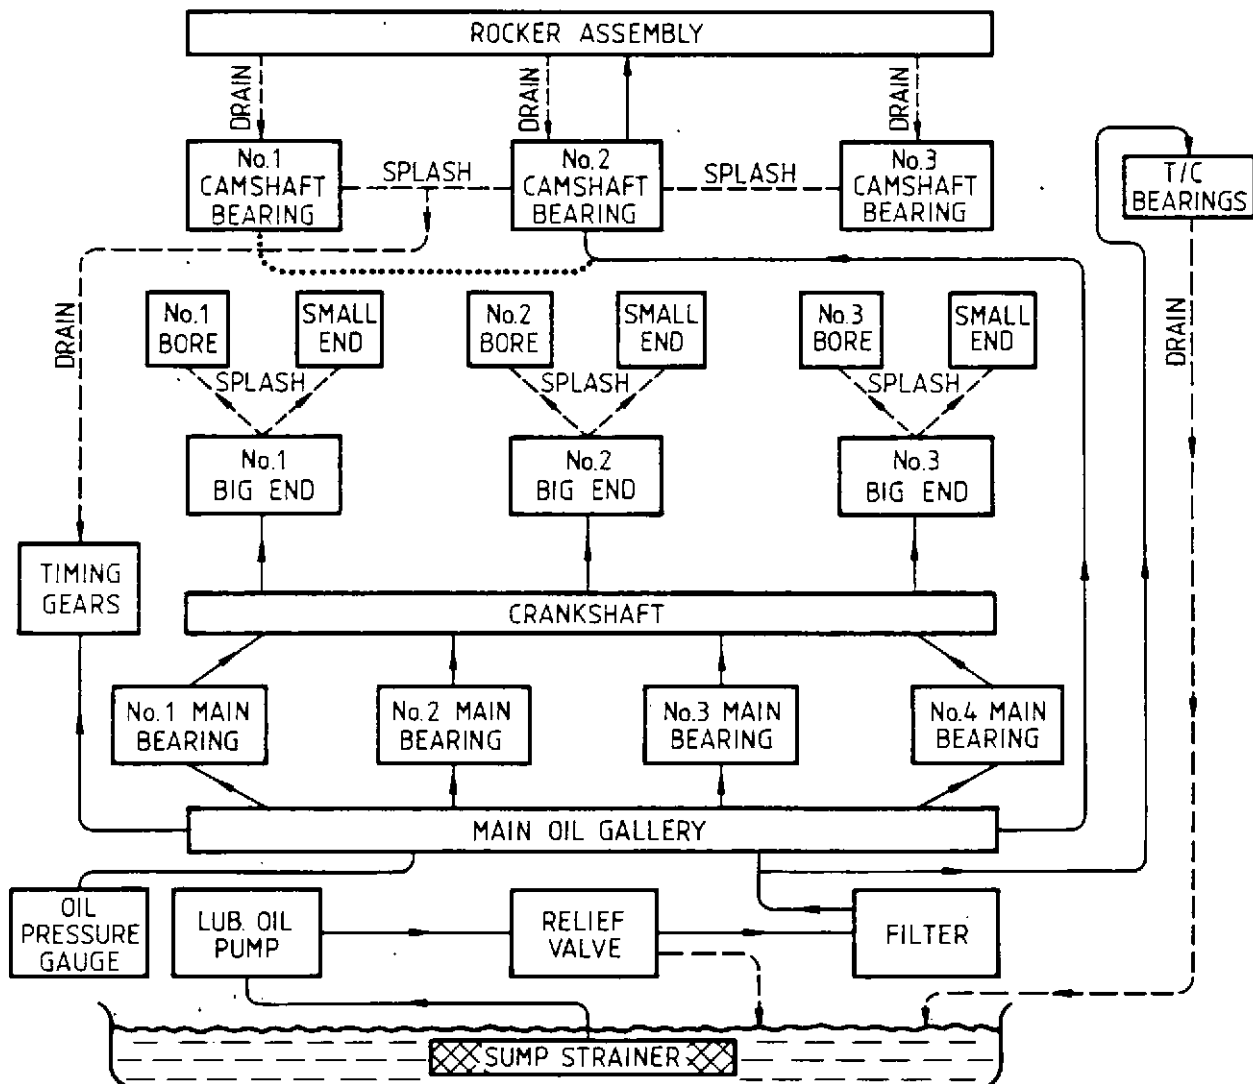 ROCKER ASSEMBLY
DRAIN
DRAIN
DRAIN
No.1
CAMSHAFT
BEARING
SPLASH
No.2
CAMSHAFT
BEARING
SPLASH
No.3
CAMSHAFT
BEARING
T/C
BEARINGS
DRAIN
No.1
BORE
SMALL
END
SPLASH
No.2
BORE
SMALL
END
SPLASH
No.3
BORE
SMALL
END
SPLASH
DRAIN
No.1
BIG END
No.2
BIG END
No.3
BIG END
TIMING
GEARS
CRANKSHAFT
No.1 MAIN
BEARING
No.2 MAIN
BEARING
No.3 MAIN
BEARING
No.4 MAIN
BEARING
MAIN OIL GALLERY
OIL
PRESSURE
GAUGE
LUB. OIL
PUMP
RELIEF
VALVE
FILTER
SUMP STRAINER